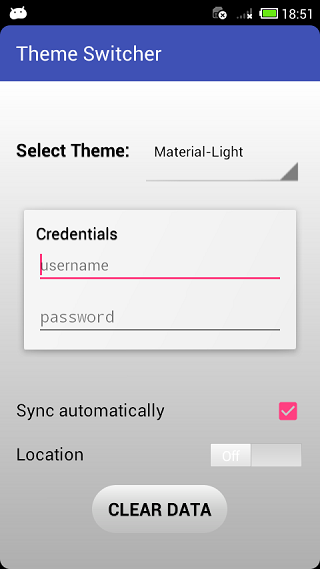 18:51
Theme Switcher
Select Theme: Material-Light
Credentials
username
password
Sync automatically
Location Off
CLEAR DATA